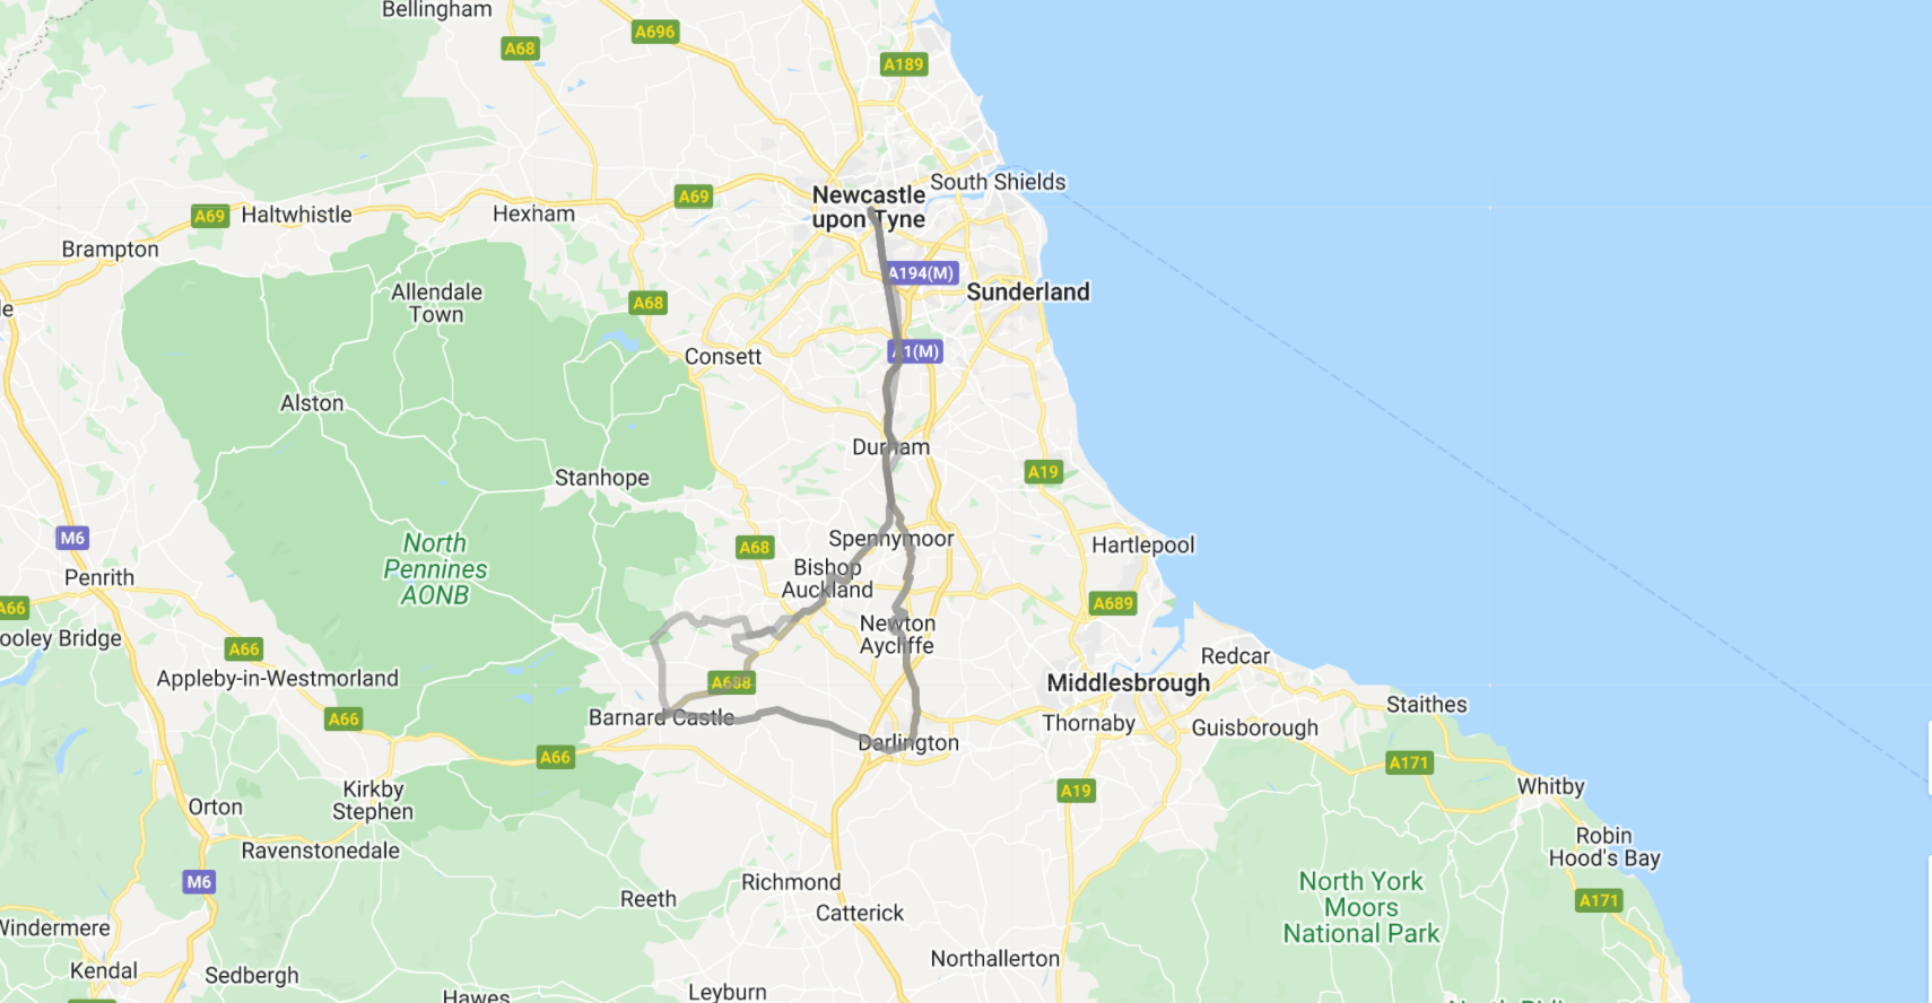 Bellingham
A68
A696
A189
South Shields
Newcastle
upon Tyne
A69
A69
Haltwhistle
Hexham
Brampton
A194(M)
Sunderland
Allendale
Town
A68
A1(M)
Consett
Alston
Durham
Stanhope
A19
M6
North
Pennines
AONB
A68
Spennymoor
Hartlepool
Penrith
Bishop
Auckland
A66
A689
Newton
Aycliffe
ooley Bridge
A66
Redcar
Appleby-in-Westmorland
A688
Middlesbrough
Staithes
A66
Barnard Castle
Thornaby
Guisborough
Darlington
A66
A171
Kirkby
Stephen
A19
Whitby
Orton
Robin
Hood's Bay
Ravenstonedale
M6
Richmond
Reeth
North York
Moors
National Park
A171
Catterick
Windermere
Northallerton
Kendal
Sedbergh
Leyburn
Hawes